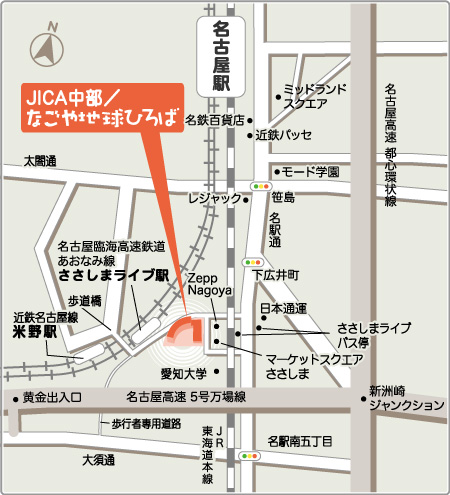 N
名古屋駅
JICA中部／
なごや地球ひろば
ミッドランド
スクエア
名鉄百貨店
近鉄パッセ
名古屋高速 都心環状線
太閤通
モード学園
レジャック
笹島
名駅通
名古屋臨海高速鉄道
あおなみ線
ささしまライブ駅
下広井町
Zepp
Nagoya
歩道橋
近鉄名古屋線
米野駅
日本通運
ささしまライブ
バス停
マーケットスクエア
ささしま
愛知大学
黄金出入口
名古屋高速 5号万場線
新洲崎
ジャンクション
歩行者専用道路
JR
東海道本線
名駅南五丁目
大須通